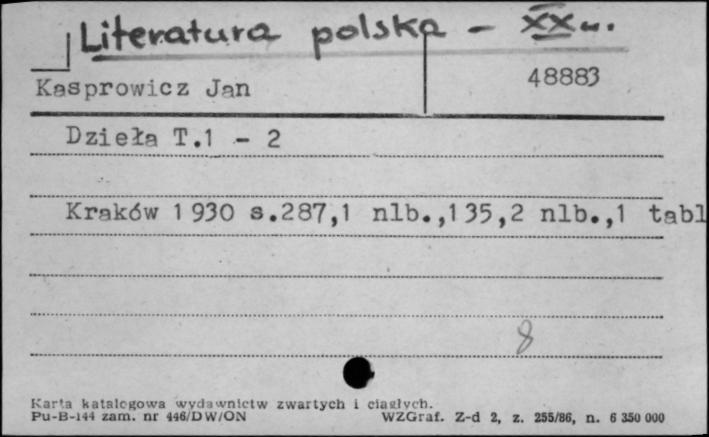 Literatura polska - XX w.
Kasprowicz Jan 48883
Dzieła T.1 - 2
Kraków 1930 s.287,1 nlb.,135,2 nlb.,1 tabl
8
Karta katalogowa wydawnictw zwartych i ciągłych.
Pu-B-144 zam. nr 446/DW/ON WZGraf. Z-d 2, z. 255/86, n. 6 350 000